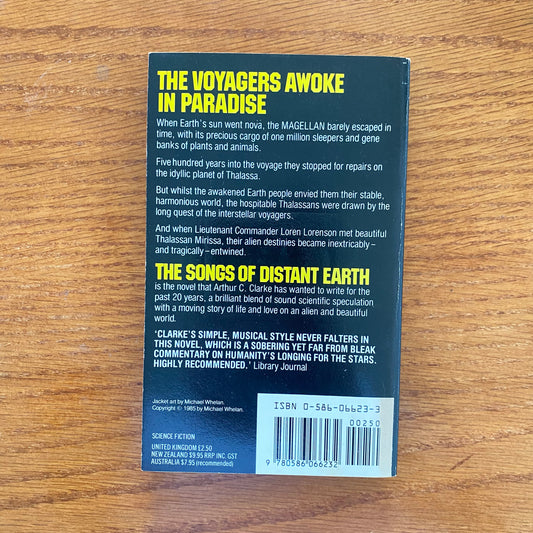 THE VOYAGERS AWOKE
IN PARADISE
When Earth's sun went nova, the MAGELLAN barely escaped in
time, with its precious cargo of one million sleepers and gene
banks of plants and animals.
Five hundred years into the voyage they stopped for repairs on
the idyllic planet of Thalassa.
But whilst the awakened Earth people envied them their stable,
harmonious world, the hospitable Thalassans were drawn by the
long quest of the interstellar voyagers.
And when Lieutenant Commander Loren Lorenson met beautiful
Thalassan Mirissa, their alien destinies became inextricably –
and tragically – entwined.
THE SONGS OF DISTANT EARTH
is the novel that Arthur C. Clarke has wanted to write for the
past 20 years, a brilliant blend of sound scientific speculation
with a moving story of life and love on an alien and beautiful
world.
'CLARKE'S SIMPLE, MUSICAL STYLE NEVER FALTERS IN
THIS NOVEL, WHICH IS A SOBERING YET FAR FROM BLEAK
COMMENTARY ON HUMANITY'S LONGING FOR THE STARS.
HIGHLY RECOMMENDED.' Library Journal
Jacket art by Michael Whelan.
Copyright © 1985 by Michael Whelan.
ISBN 0-586-06623-3
00250
SCIENCE FICTION
UNITED KINGDOM £2.50
NEW ZEALAND $9.95 RRP INC. GST
AUSTRALIA $7.95 (recommended)
9 780586 066232